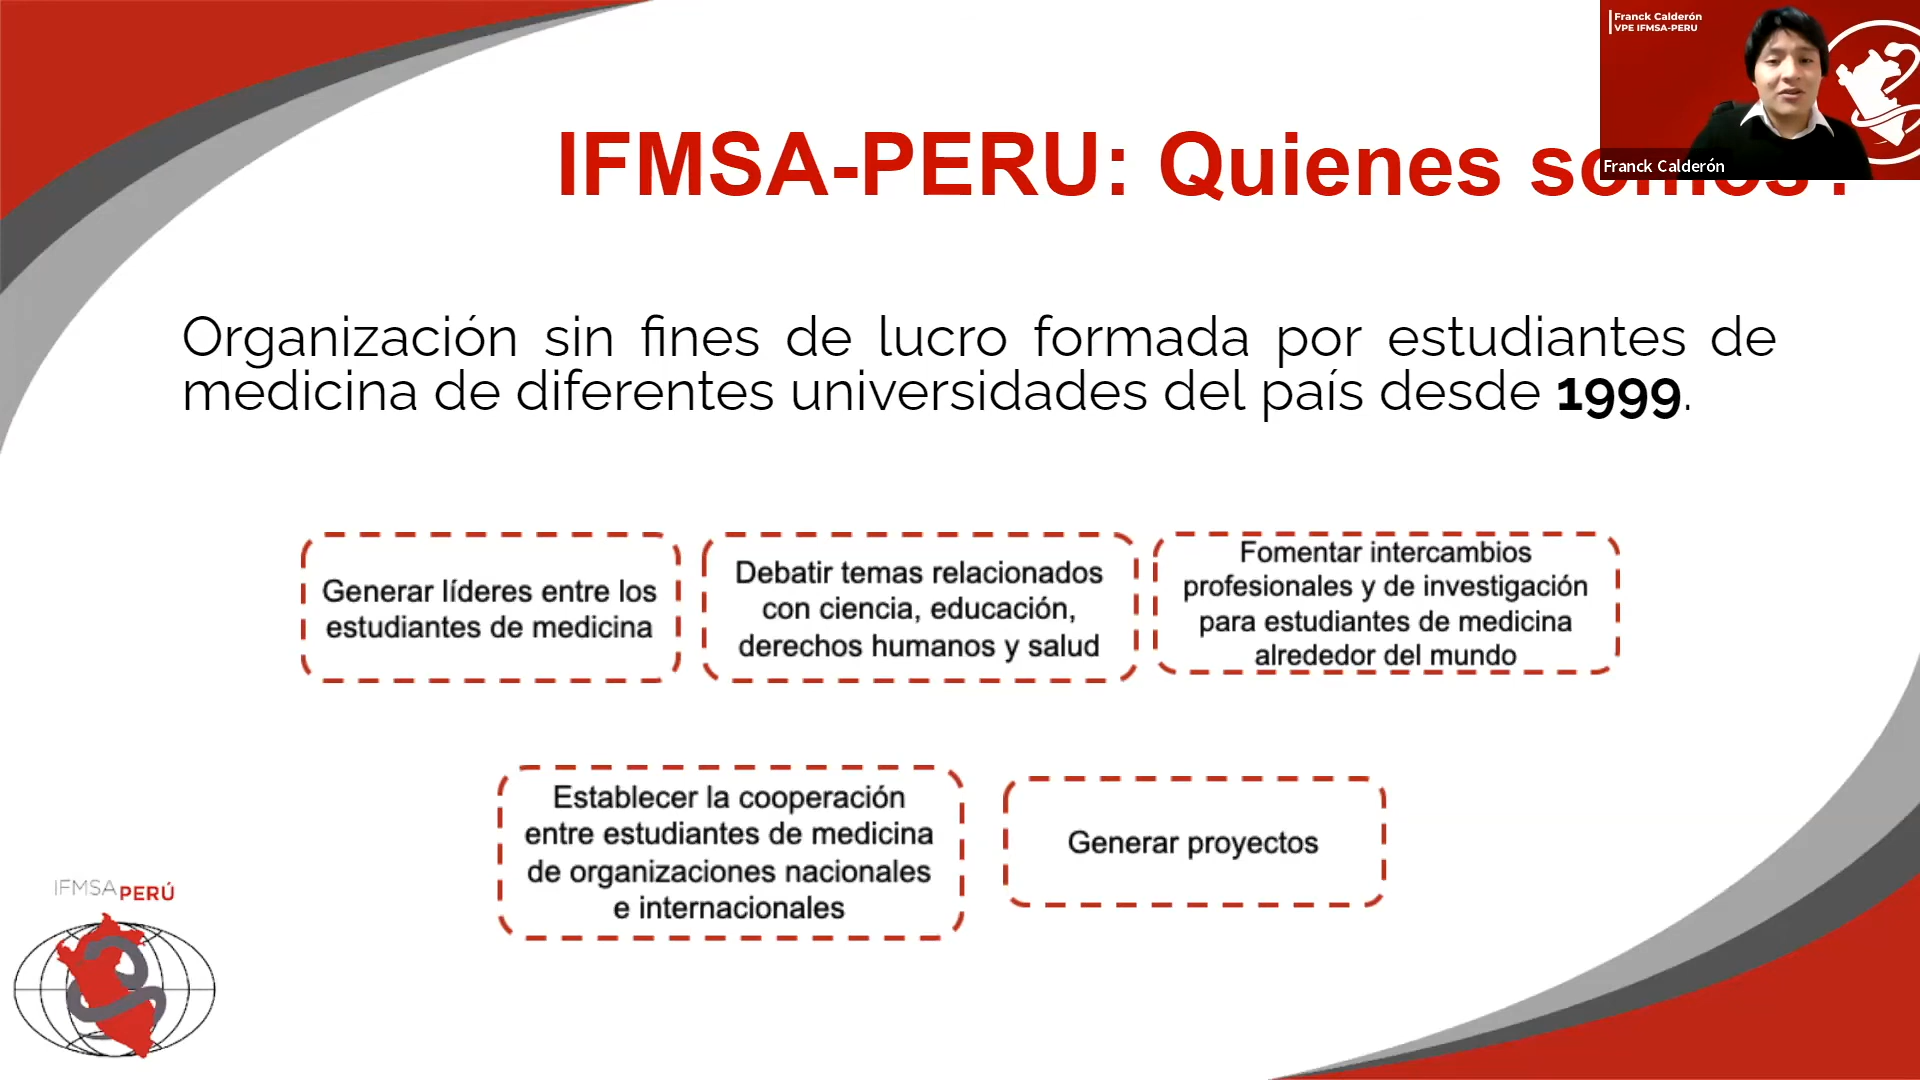 Franck Calderón
VPE IFMSA-PERU
Franck Calderón
IFMSA-PERU: Quienes somos?
Organización sin fines de lucro formada por estudiantes de
medicina de diferentes universidades del país desde 1999.
Generar líderes entre los
estudiantes de medicina
Debatir temas relacionados
con ciencia, educación,
derechos humanos y salud
Fomentar intercambios
profesionales y de investigación
para estudiantes de medicina
alrededor del mundo
Establecer la cooperación
entre estudiantes de medicina
de organizaciones nacionales
e internacionales
Generar proyectos
IFMSA PERÚ